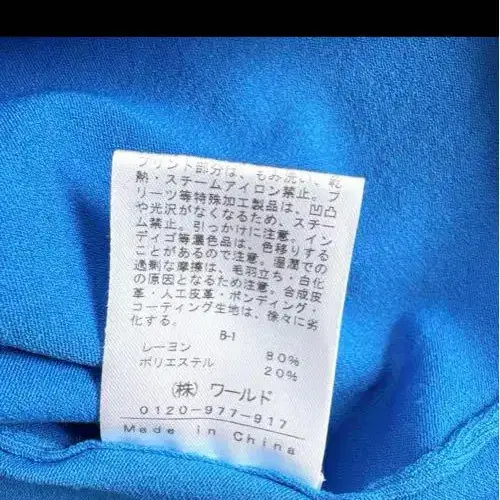 プリント部分は、もみ洗い、乾
熱・スチームアイロン禁止。プ
リーツ等特殊加工製品は、凹凸
や光沢がなくなるため、スチー
ム禁止。引っかけに注意。イン
ディゴ等濃色品は、色移りする
ことがあるので注意。湿潤での
過剰な摩擦は、毛羽立ち・白化
の原因となるため注意。合成皮
革・人工皮革・ボンディング・
コーティング生地は、徐々に劣
化する。
B-1
レーヨン 80%
ポリエステル 20%
(株) ワールド
0120-977-917
Made in China